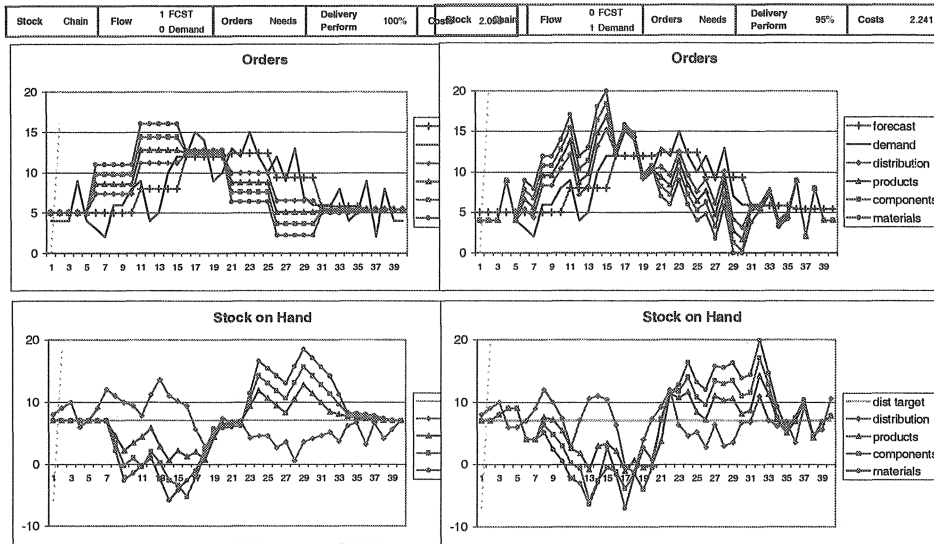 Stock Chain Flow 1 FCST 0 Demand Orders Needs Delivery Perform 100% Costs
Stock Chain Flow 0 FCST 1 Demand Orders Needs Delivery Perform 95% Costs 2.241
Orders
20
15
10
5
0
1 3 5 7 9 11 13 15 17 19 21 23 25 27 29 31 33 35 37 39
Orders
20
15
10
5
0
1 3 5 7 9 11 13 15 17 19 21 23 25 27 29 31 33 35 37 39
forecast
demand
distribution
products
components
materials
Stock on Hand
20
10
0
-10
1 3 5 7 9 11 13 15 17 19 21 23 25 27 29 31 33 35 37 39
Stock on Hand
20
10
0
-10
1 3 5 7 9 11 13 15 17 19 21 23 25 27 29 31 33 35 37 39
dist target
distribution
products
components
materials